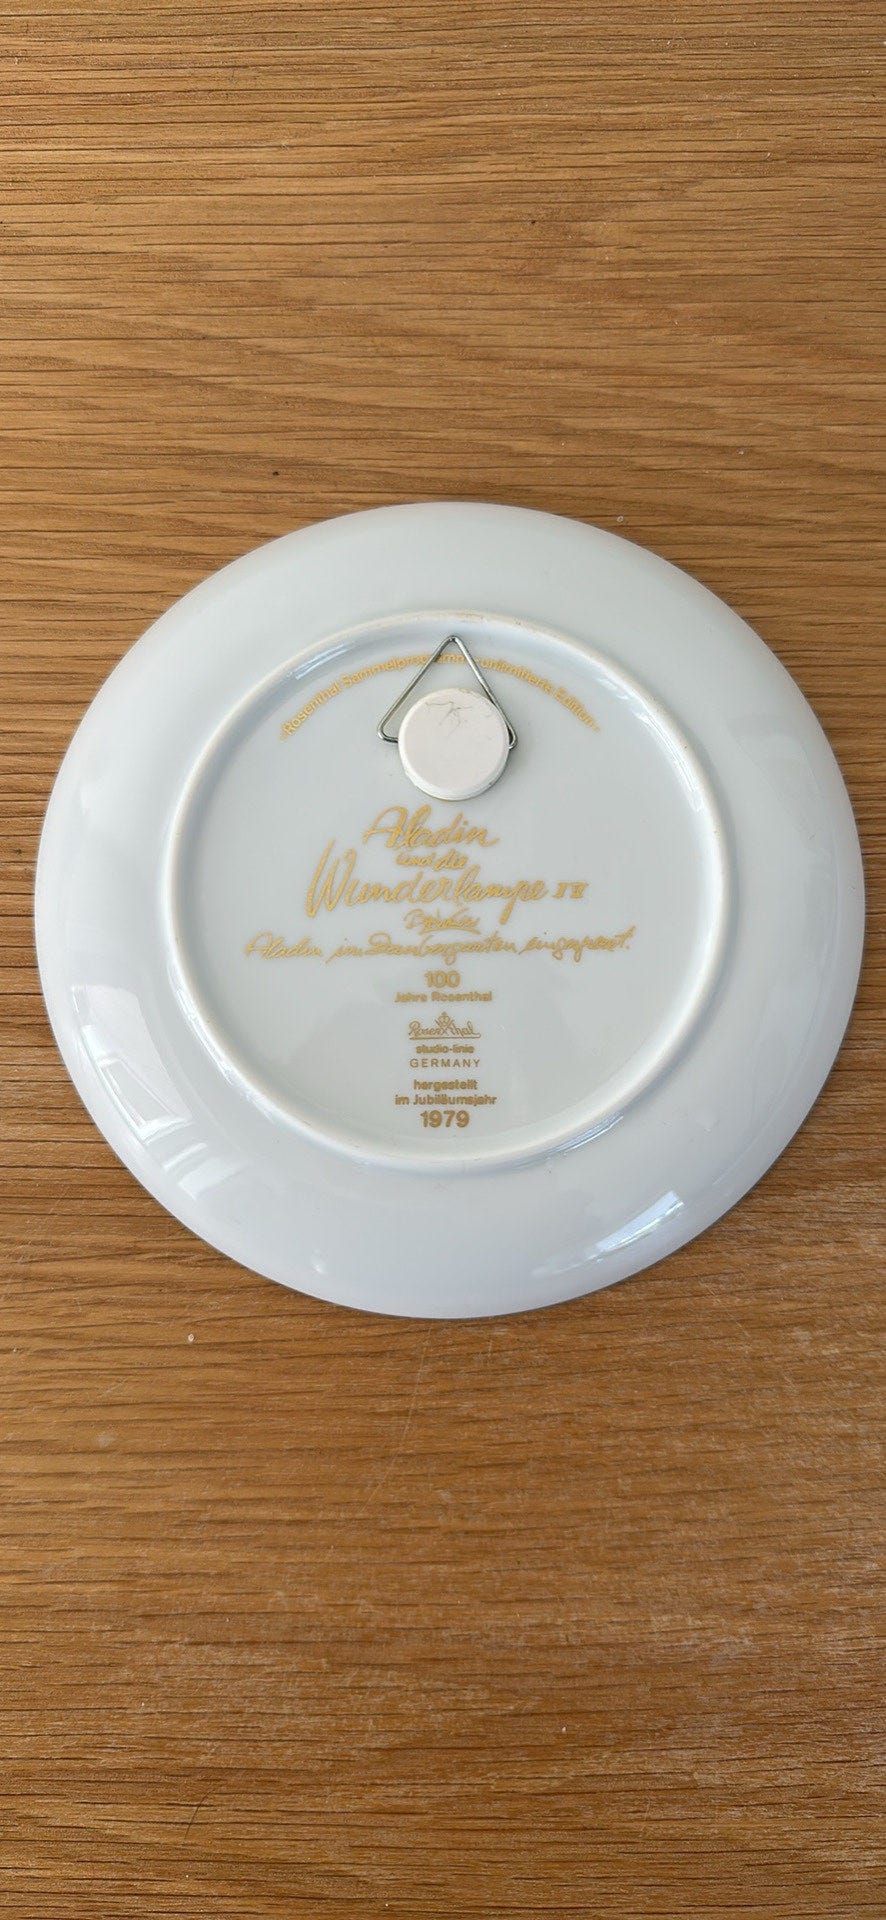 -Rosenthal Sammelprogramm- unlimitierte Edition-
Aladin
und die
Wunderlampe IV
Aladin im Zaubergarten eingesperrt.
100
Jahre Rosenthal
Rosenthal
studio-linie
GERMANY
hergestellt
im Jubiläumsjahr
1979